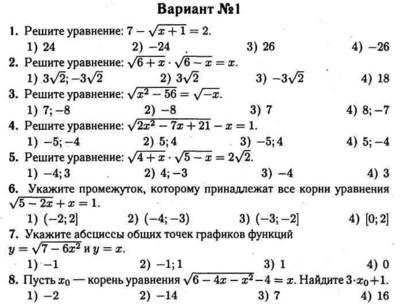 Вариант №1
1. Решите уравнение: 7 − √(x + 1) = 2.
1) 24 2) −24 3) 26 4) −26
2. Решите уравнение: √(6 + x) · √(6 − x) = x.
1) 3√2; −3√2 2) 3√2 3) −3√2 4) 18
3. Решите уравнение: √(x² − 56) = √(−x).
1) 7; −8 2) −8 3) 7 4) 8; −7
4. Решите уравнение: √(2x² − 7x + 21) − x = 1.
1) −5; −4 2) 5; 4 3) −5; 4 4) 5; −4
5. Решите уравнение: √(4 + x) · √(5 − x) = 2√2.
1) −4; 3 2) 4; −3 3) −4 4) 3
6. Укажите промежуток, которому принадлежат все корни уравнения
√(5 − 2x) + x = 1.
1) (−2; 2] 2) (−4; −3) 3) (−3; −2] 4) [0; 2]
7. Укажите абсциссы общих точек графиков функций
y = √(7 − 6x²) и y = x.
1) −1 2) −1; 1 3) 1 4) 0
8. Пусть x₀ — корень уравнения √(6 − 4x − x²) −4 = x. Найдите 3·x₀+1.
1) −2 2) −14 3) 7 4) 16